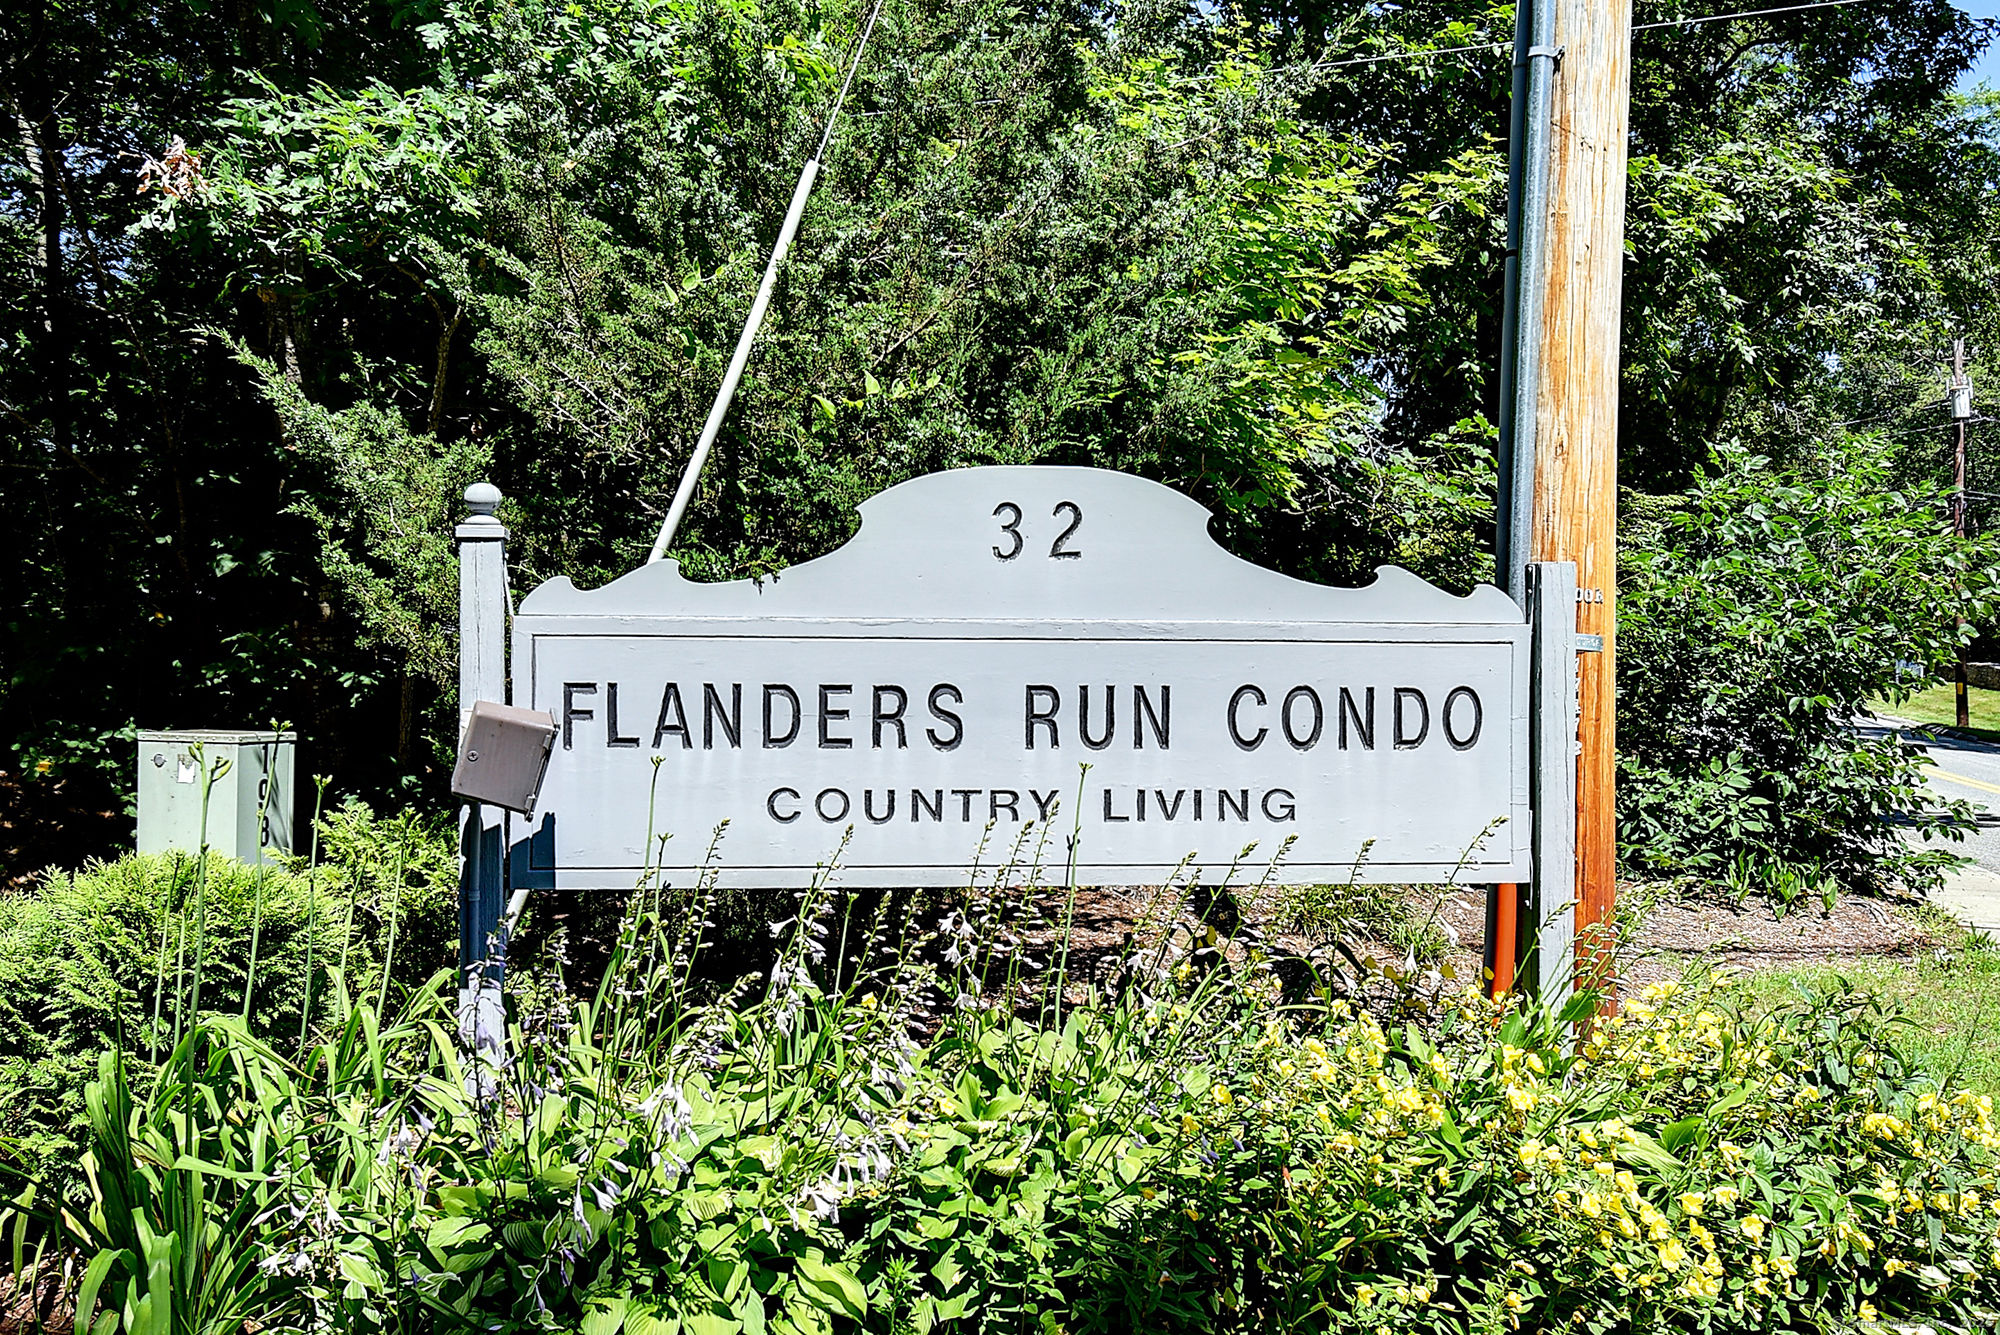 32
FLANDERS RUN CONDO
COUNTRY LIVING